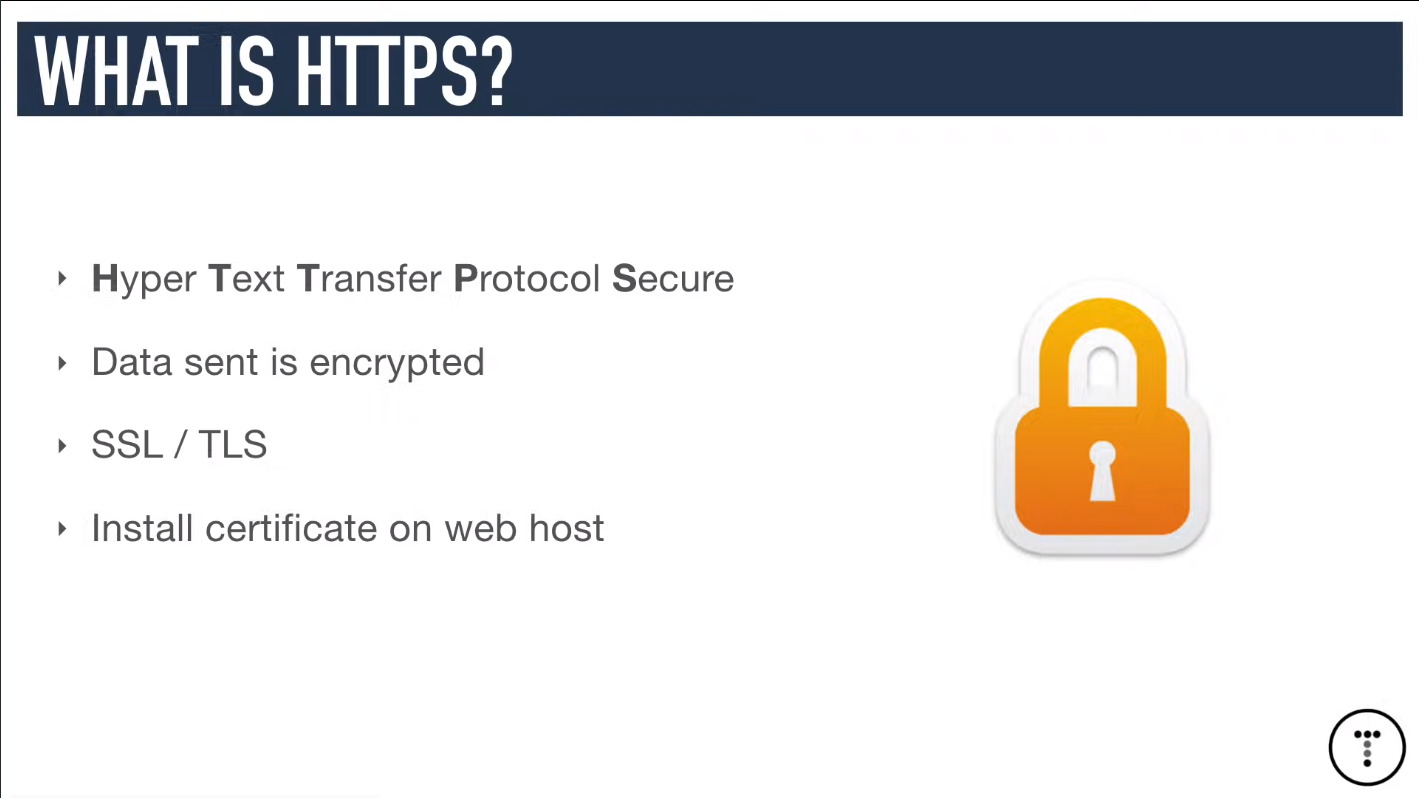 WHAT IS HTTPS?
Hyper Text Transfer Protocol Secure
Data sent is encrypted
SSL / TLS
Install certificate on web host